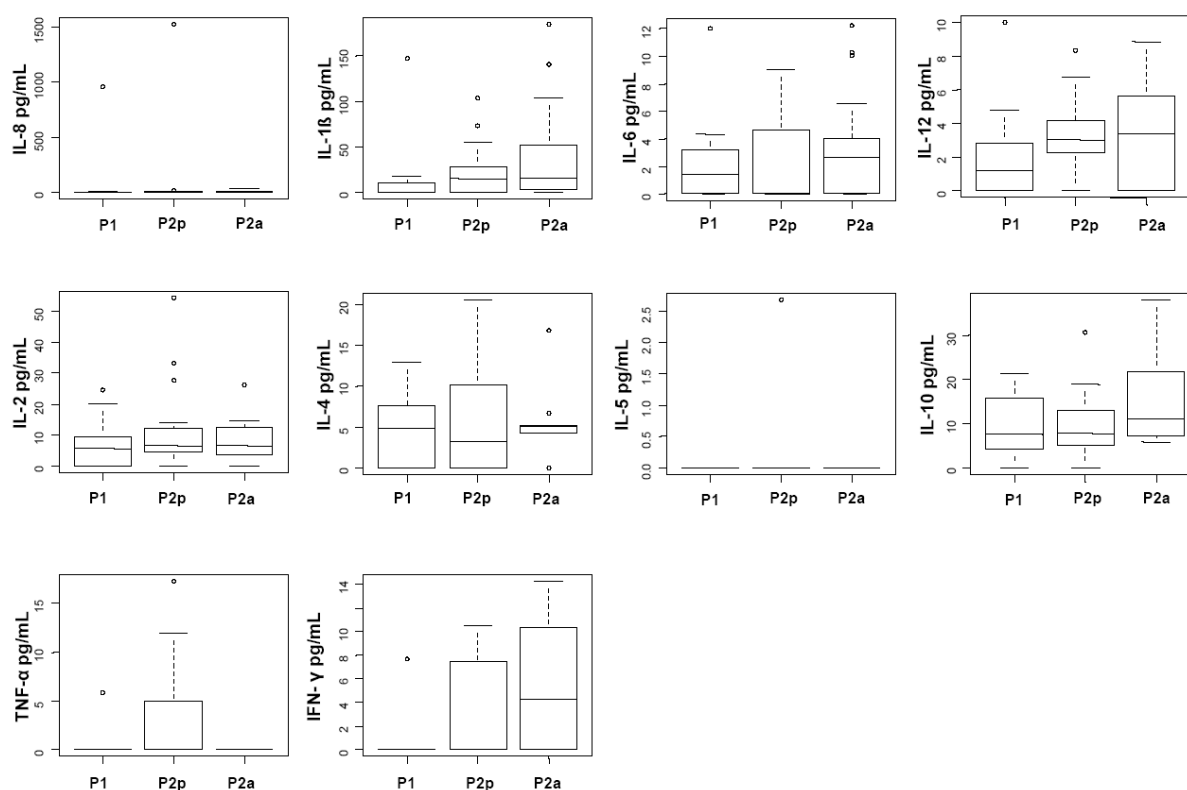 IL-8 pg/mL
0 500 1000 1500
P1 P2p P2a
IL-1ß pg/mL
0 50 100 150
P1 P2p P2a
IL-6 pg/mL
0 2 4 6 8 10 12
P1 P2p P2a
IL-12 pg/mL
0 2 4 6 8 10
P1 P2p P2a
IL-2 pg/mL
0 10 20 30 40 50
P1 P2p P2a
IL-4 pg/mL
0 5 10 15 20
P1 P2p P2a
IL-5 pg/mL
0.0 0.5 1.0 1.5 2.0 2.5
P1 P2p P2a
IL-10 pg/mL
0 10 20 30
P1 P2p P2a
TNF-α pg/mL
0 5 10 15
P1 P2p P2a
IFN- γ pg/mL
0 2 4 6 8 10 12 14
P1 P2p P2a